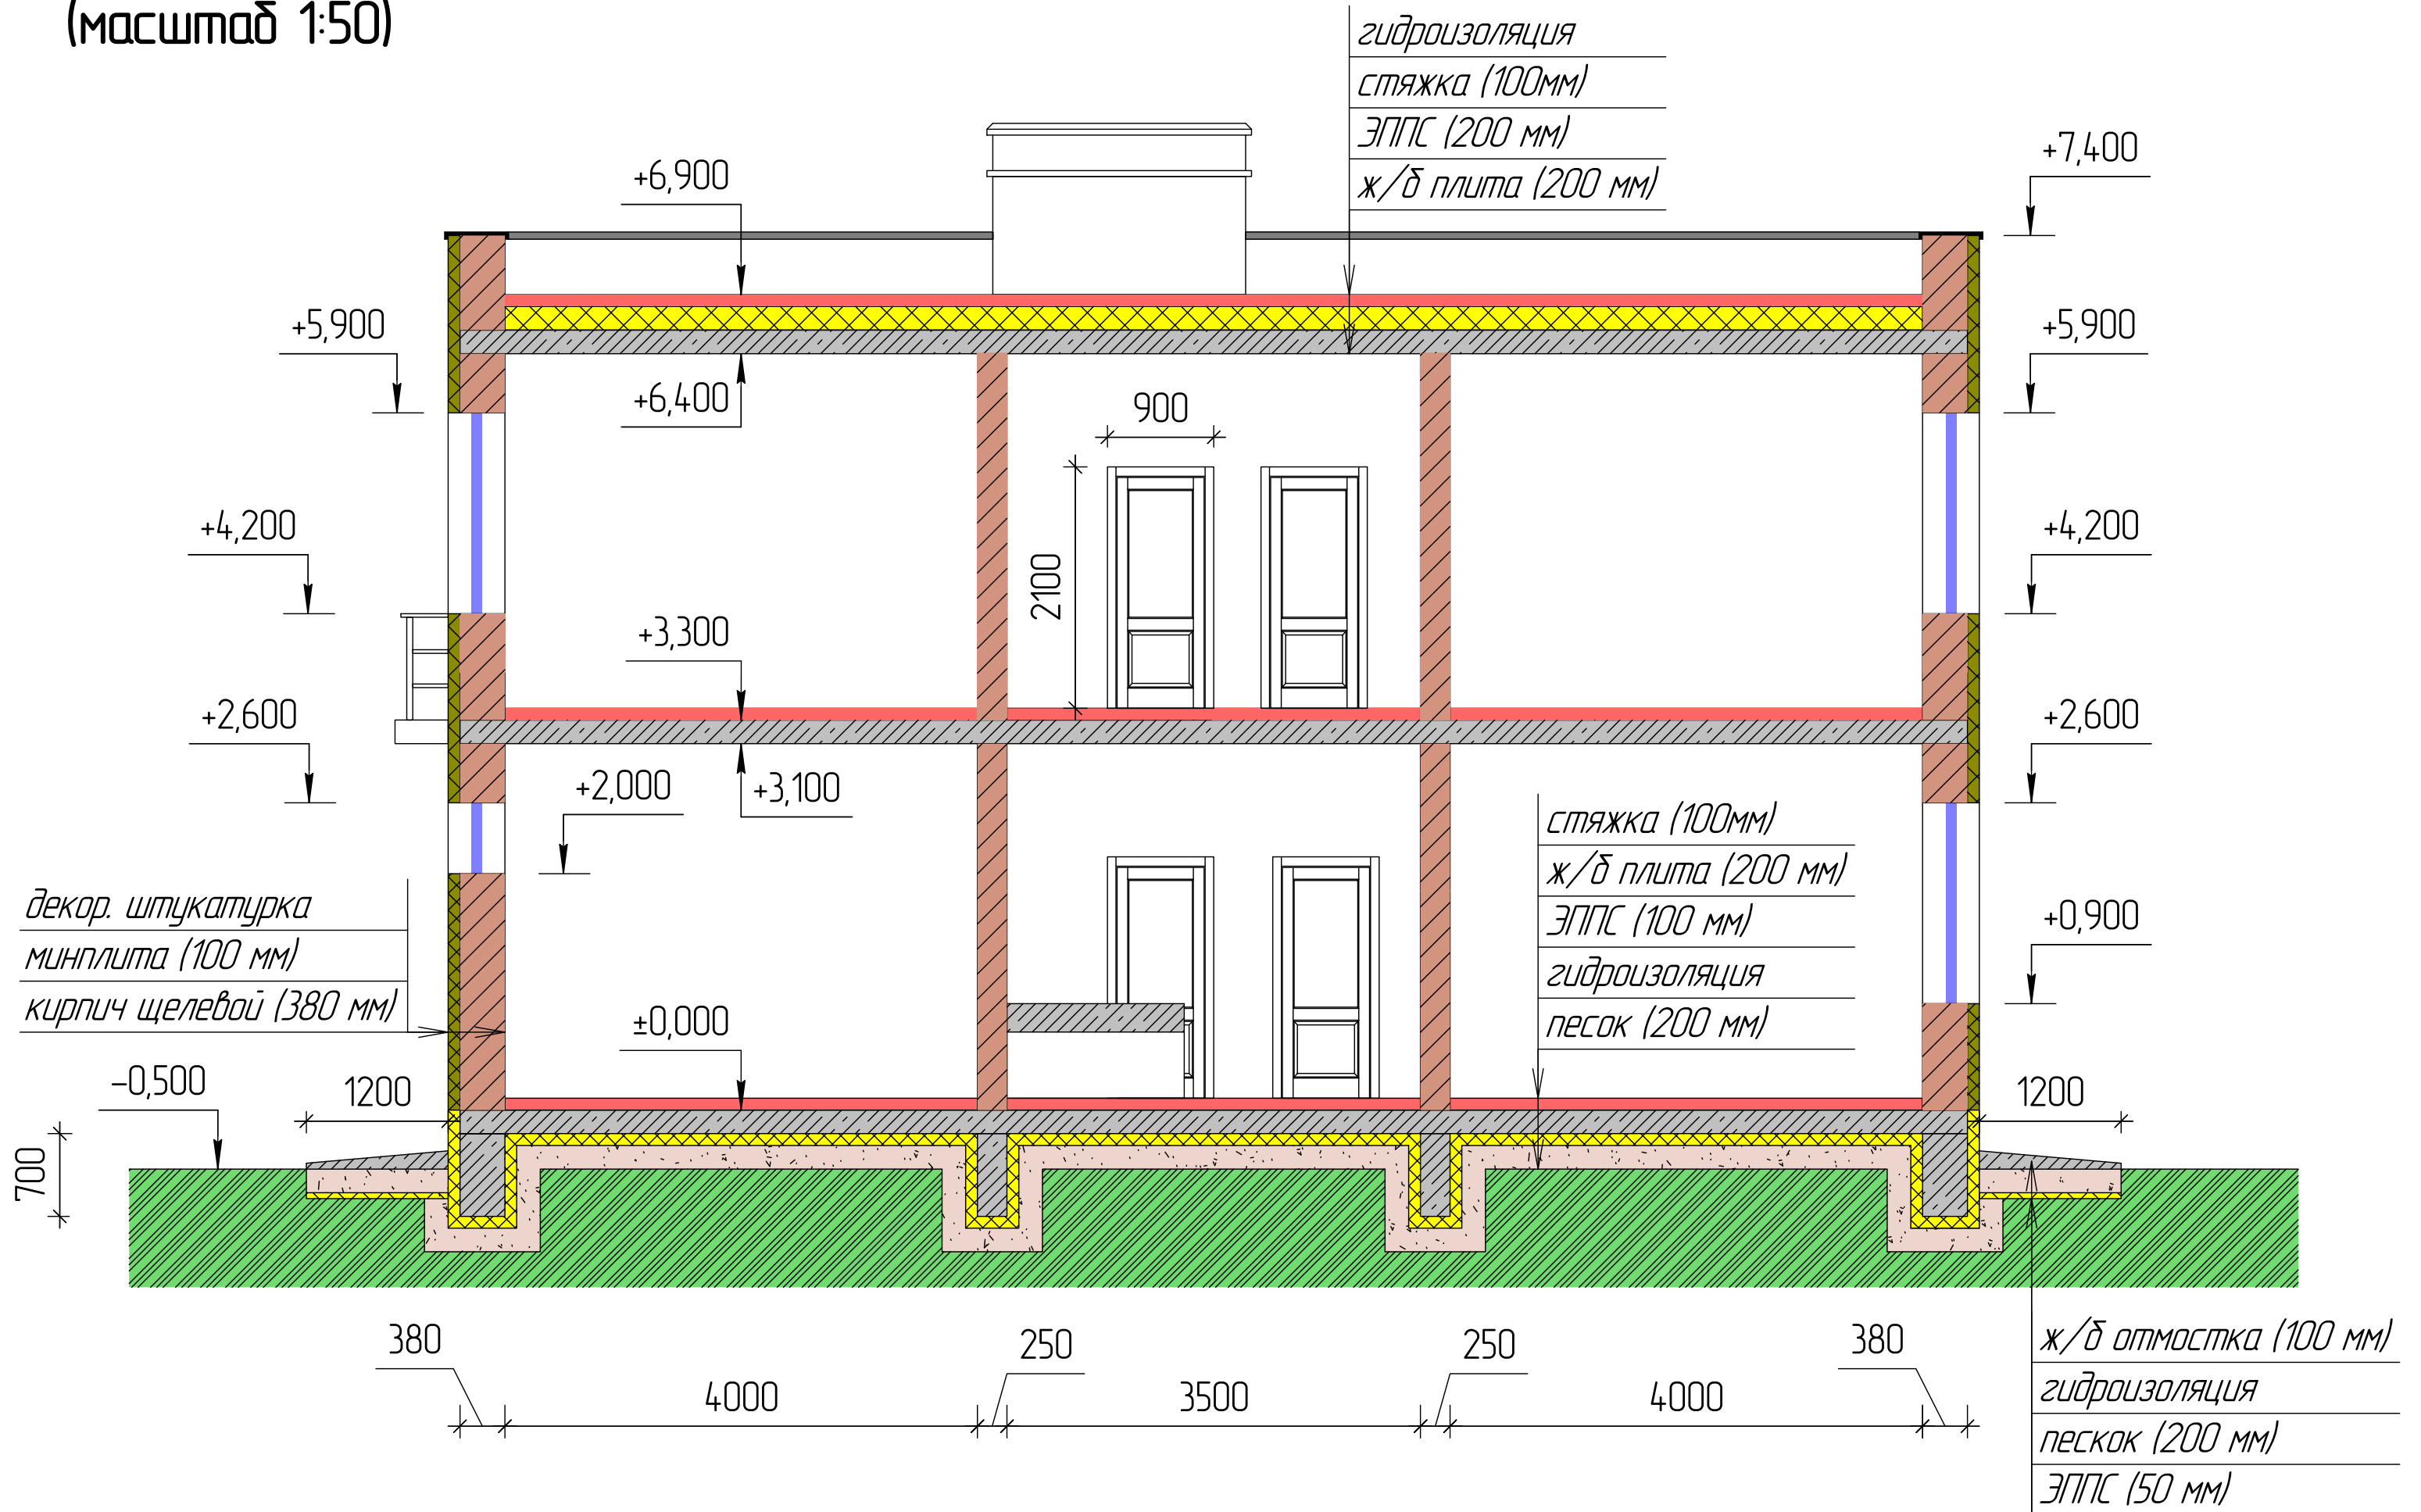 (масштаб 1:50)
гидроизоляция
стяжка (100мм)
ЭППС (200 мм)
ж/б плита (200 мм)
+6,900
+7,400
+5,900
+5,900
+6,400
900
+4,200
+4,200
2100
+3,300
+2,600
+2,600
+2,000
+3,100
стяжка (100мм)
ж/б плита (200 мм)
ЭППС (100 мм)
гидроизоляция
песок (200 мм)
+0,900
декор. штукатурка
минплита (100 мм)
кирпич щелевой (380 мм)
±0,000
-0,500
1200
1200
700
380
250
250
380
4000
3500
4000
ж/б отмостка (100 мм)
гидроизоляция
пескок (200 мм)
ЭППС (50 мм)